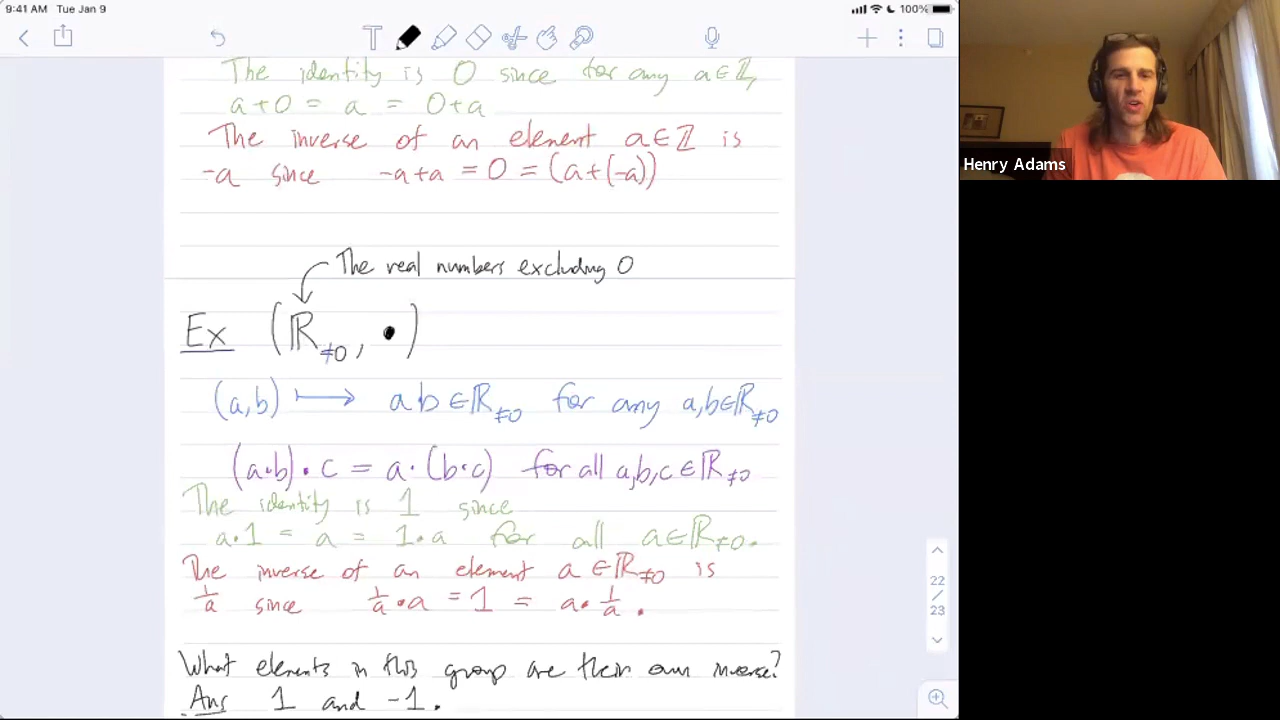 9:41 AM Tue Jan 9
100%
The identity is 0 since for any a∈ℤ,
a+0 = a = 0+a
The inverse of an element a∈ℤ is
-a since -a+a = 0 = (a+(-a))
The real numbers excluding 0
Ex (ℝ≠0, •)
(a,b) ⟼ ab∈ℝ≠0 for any a,b∈ℝ≠0
(a·b)·c = a·(b·c) for all a,b,c∈ℝ≠0
The identity is 1 since
a·1 = a = 1·a for all a∈ℝ≠0.
The inverse of an element a∈ℝ≠0 is
1/a since 1/a·a = 1 = a·1/a.
What elements in this group are their own inverse?
Ans 1 and -1.
22
/
23
Henry Adams